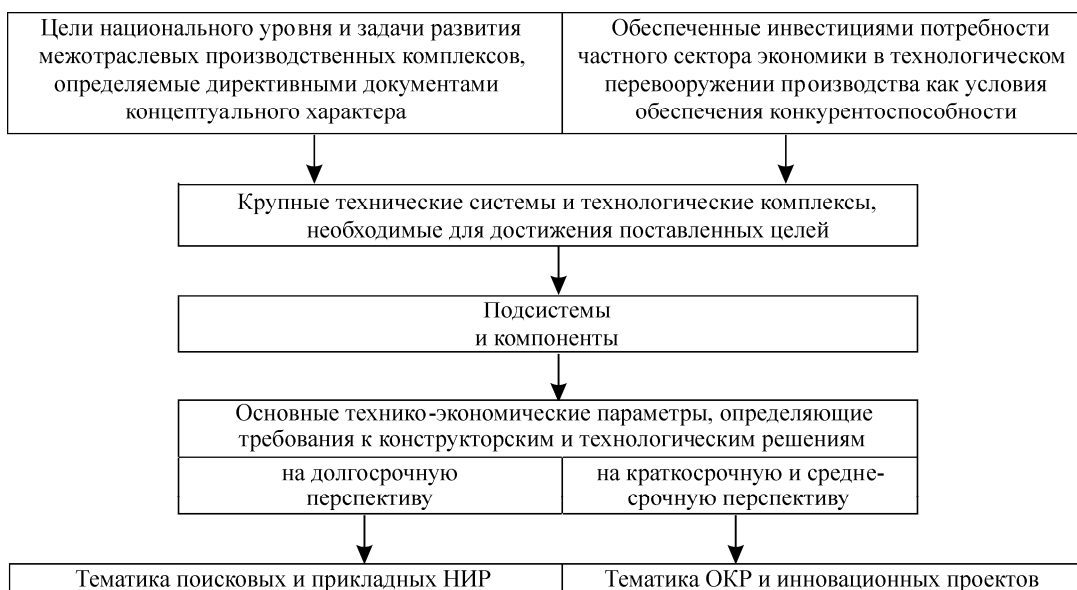 Цели национального уровня и задачи развития
межотраслевых производственных комплексов,
определяемые директивными документами
концептуального характера
Обеспеченные инвестициями потребности
частного сектора экономики в технологическом
перевооружении производства как условия
обеспечения конкурентоспособности
Крупные технические системы и технологические комплексы,
необходимые для достижения поставленных целей
Подсистемы
и компоненты
Основные технико-экономические параметры, определяющие
требования к конструкторским и технологическим решениям
на долгосрочную
перспективу
на краткосрочную и средне-
срочную перспективу
Тематика поисковых и прикладных НИР
Тематика ОКР и инновационных проектов